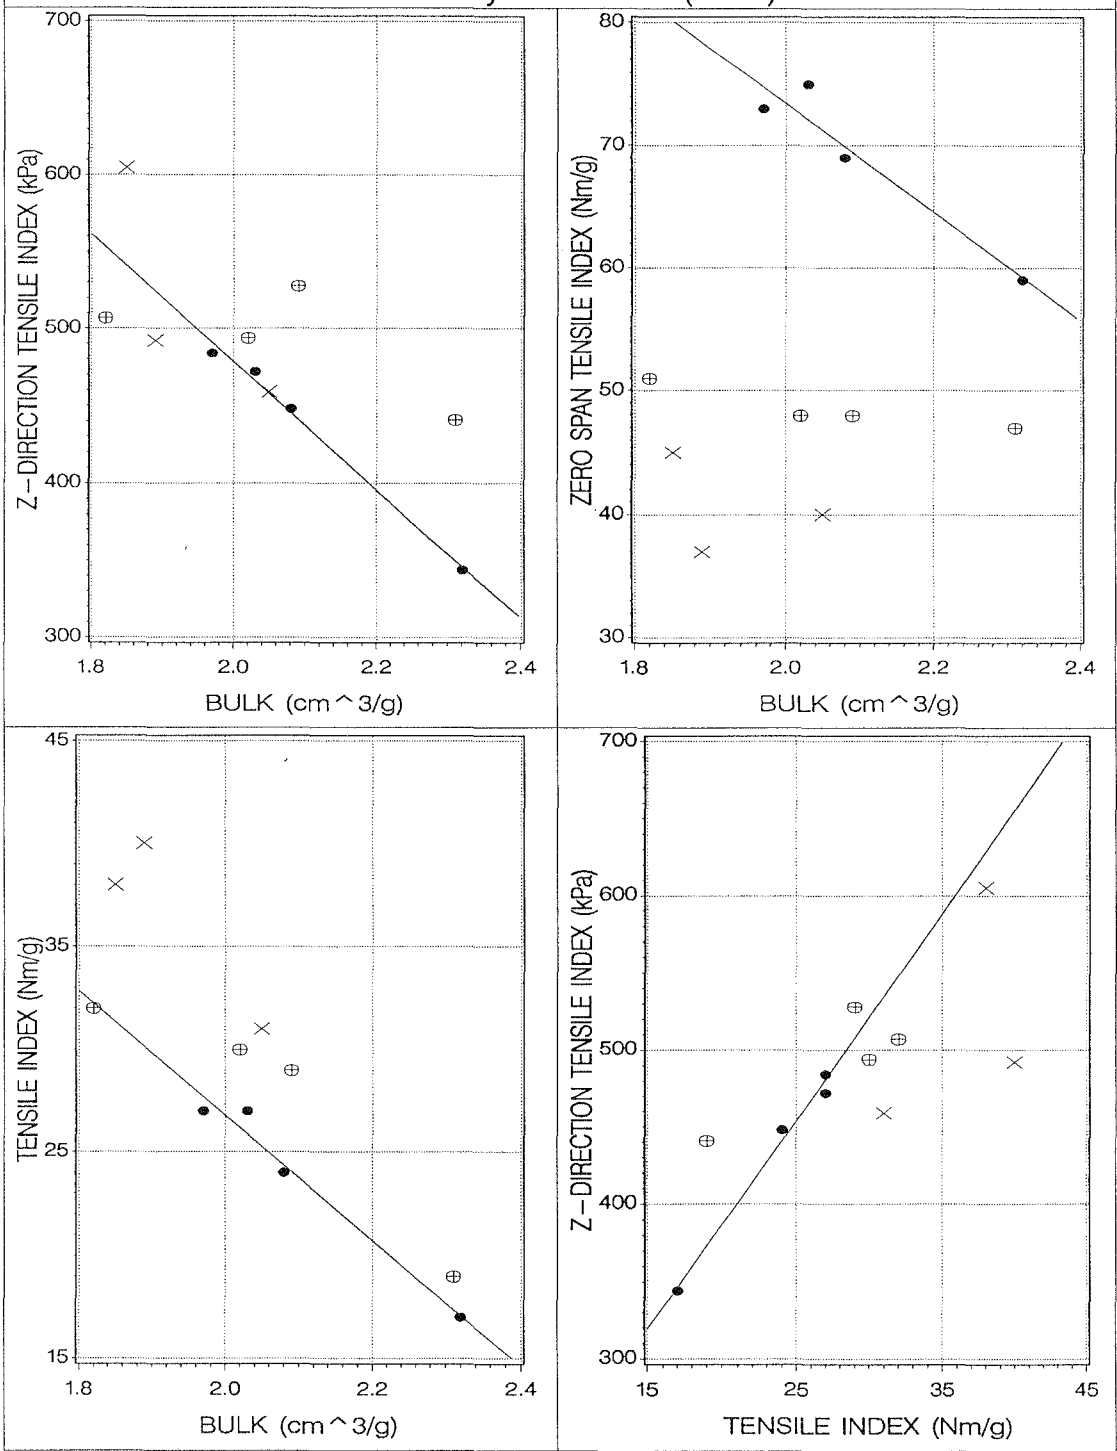 700
600
500
400
300
Z-DIRECTION TENSILE INDEX (kPa)
1.8 2.0 2.2 2.4
BULK (cm^3/g)
80
70
60
50
40
30
ZERO SPAN TENSILE INDEX (Nm/g)
1.8 2.0 2.2 2.4
BULK (cm^3/g)
45
35
25
15
TENSILE INDEX (Nm/g)
1.8 2.0 2.2 2.4
BULK (cm^3/g)
700
600
500
400
300
Z-DIRECTION TENSILE INDEX (kPa)
15 25 35 45
TENSILE INDEX (Nm/g)